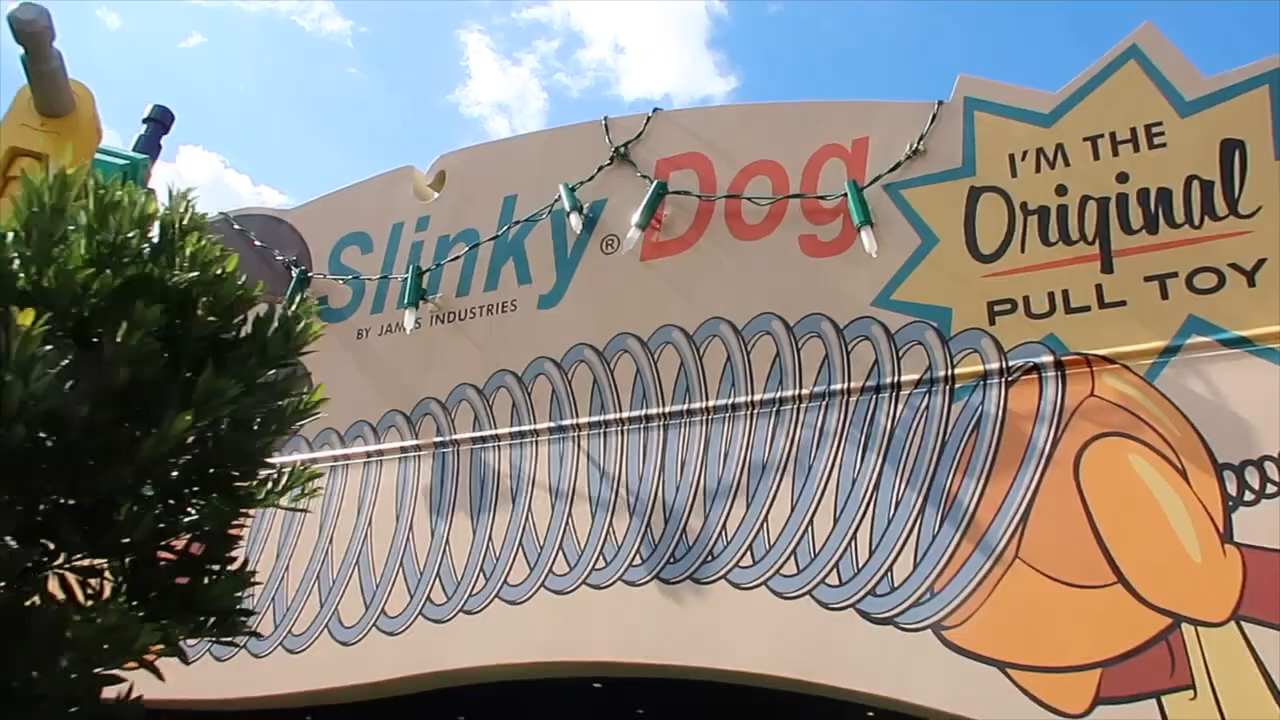 Slinky® Dog
BY JAMES INDUSTRIES
I'M THE
Original
PULL TOY